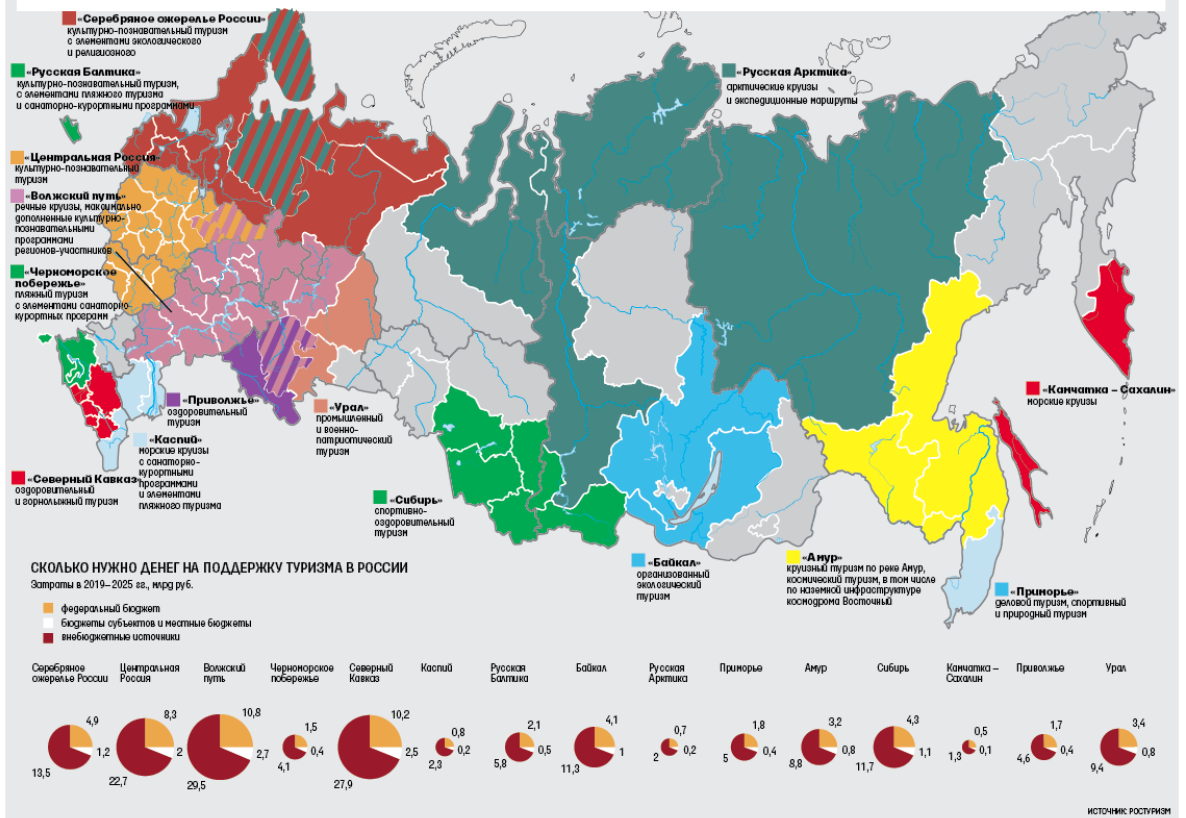 «Серебряное ожерелье России»
культурно-познавательный туризм
с элементами экологического
и религиозного
«Русская Балтика»
культурно-познавательный туризм,
с элементами пляжного туризма
и санаторно-курортными программами
«Центральная Россия»
культурно-познавательный
туризм
«Волжский путь»
речные круизы, максимально
дополненные культурно-
познавательными
программами
регионов-участников
«Черноморское
побережье»
пляжный туризм
с элементами санаторно-
курортных программ
«Северный Кавказ»
оздоровительный
и горнолыжный туризм
«Каспий»
морские круизы
с санаторно-
курортными
программами
и элементами
пляжного туризма
«Приволжье»
оздоровительный
туризм
«Урал»
промышленный
и военно-
патриотический
туризм
«Сибирь»
спортивно-
оздоровительный
туризм
«Русская Арктика»
арктические круизы
и экспедиционные маршруты
«Байкал»
организованный
экологический
туризм
«Амур»
круизный туризм по реке Амур,
космический туризм, в том числе
по наземной инфраструктуре
космодрома Восточный
«Приморье»
деловой туризм, спортивный
и природный туризм
«Камчатка – Сахалин»
морские круизы
СКОЛЬКО НУЖНО ДЕНЕГ НА ПОДДЕРЖКУ ТУРИЗМА В РОССИИ
Затраты в 2019–2025 гг., млрд руб.
федеральный бюджет
бюджеты субъектов и местные бюджеты
внебюджетные источники
Серебряное
ожерелье России
4,9
1,2
13,5
Центральная
Россия
8,3
2
22,7
Волжский
путь
10,8
2,7
29,5
Черноморское
побережье
1,5
0,4
4,1
Северный
Кавказ
10,2
2,5
27,9
Каспий
0,8
0,2
2,3
Русская
Балтика
2,1
0,5
5,8
Байкал
4,1
1
11,3
Русская
Арктика
0,7
0,2
2
Приморье
1,8
0,4
5
Амур
3,2
0,8
8,8
Сибирь
4,3
1,1
11,7
Камчатка –
Сахалин
0,5
0,1
1,3
Приволжье
1,7
0,4
4,6
Урал
3,4
0,8
9,4
ИСТОЧНИК: РОСТУРИЗМ